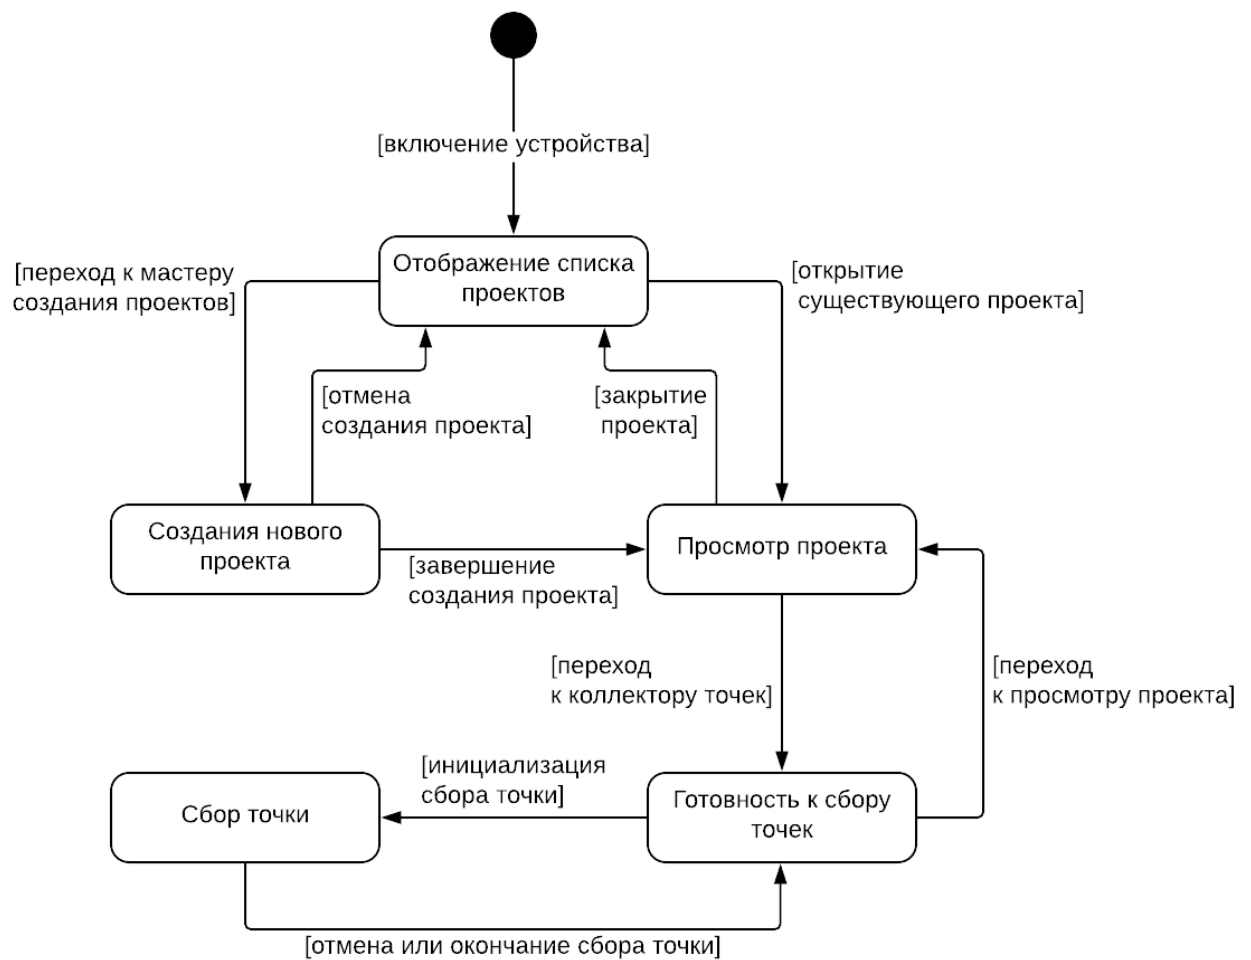 [включение устройства]
Отображение списка
проектов
[переход к мастеру
создания проектов]
[открытие
существующего проекта]
[отмена
создания проекта]
[закрытие
проекта]
Создания нового
проекта
[завершение
создания проекта]
Просмотр проекта
[переход
к коллектору точек]
[переход
к просмотру проекта]
Сбор точки
[инициализация
сбора точки]
Готовность к сбору
точек
[отмена или окончание сбора точки]